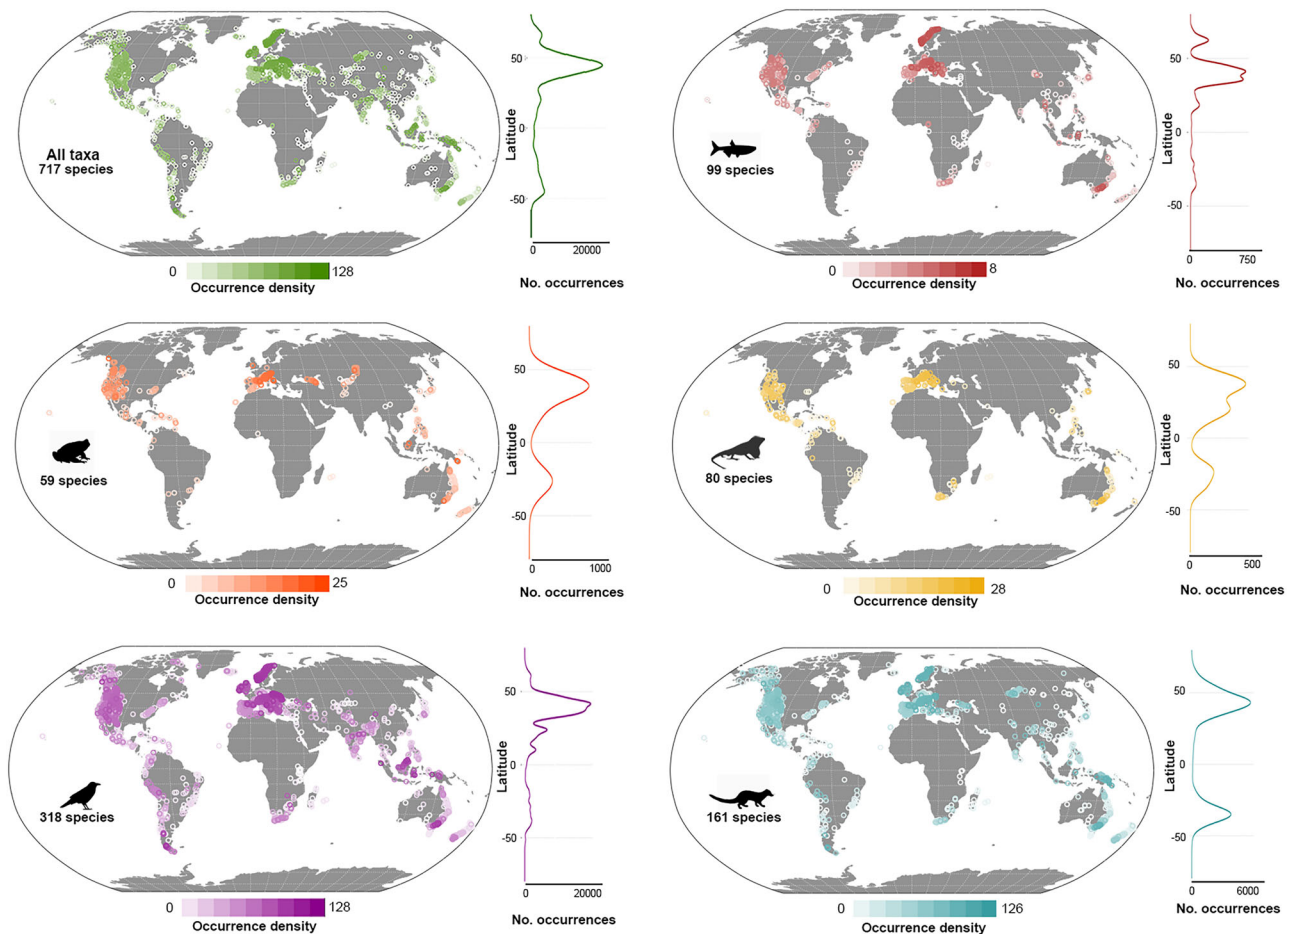 All taxa
717 species
Latitude
50
0
-50
0
20000
No. occurrences
0
128
Occurrence density
99 species
Latitude
50
0
-50
0
750
No. occurrences
0
8
Occurrence density
59 species
Latitude
50
0
-50
0
1000
No. occurrences
0
25
Occurrence density
80 species
Latitude
50
0
-50
0
500
No. occurrences
0
28
Occurrence density
318 species
Latitude
50
0
-50
0
20000
No. occurrences
0
128
Occurrence density
161 species
Latitude
50
0
-50
0
6000
No. occurrences
0
126
Occurrence density